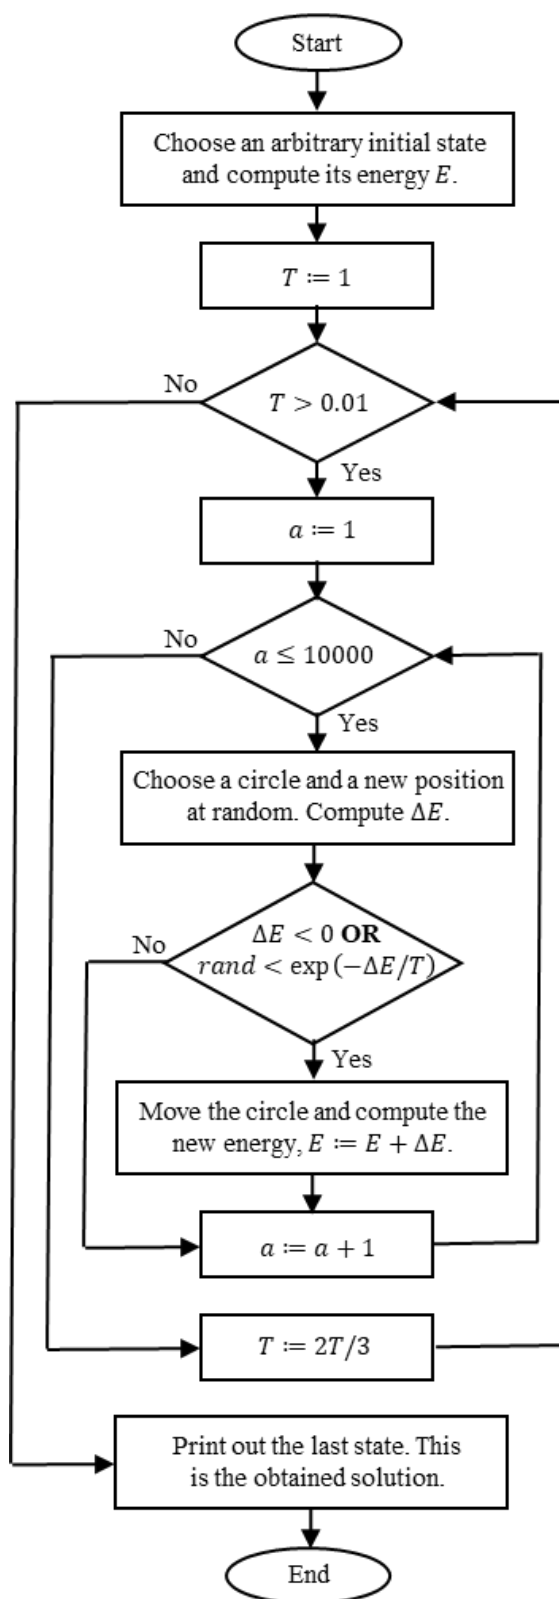 Start
Choose an arbitrary initial state
and compute its energy E.
T ≔ 1
No
T > 0.01
Yes
a ≔ 1
No
a ≤ 10000
Yes
Choose a circle and a new position
at random. Compute ΔE.
No
ΔE < 0 OR
rand < exp (−ΔE/T)
Yes
Move the circle and compute the
new energy, E ≔ E + ΔE.
a ≔ a + 1
T ≔ 2T/3
Print out the last state. This
is the obtained solution.
End